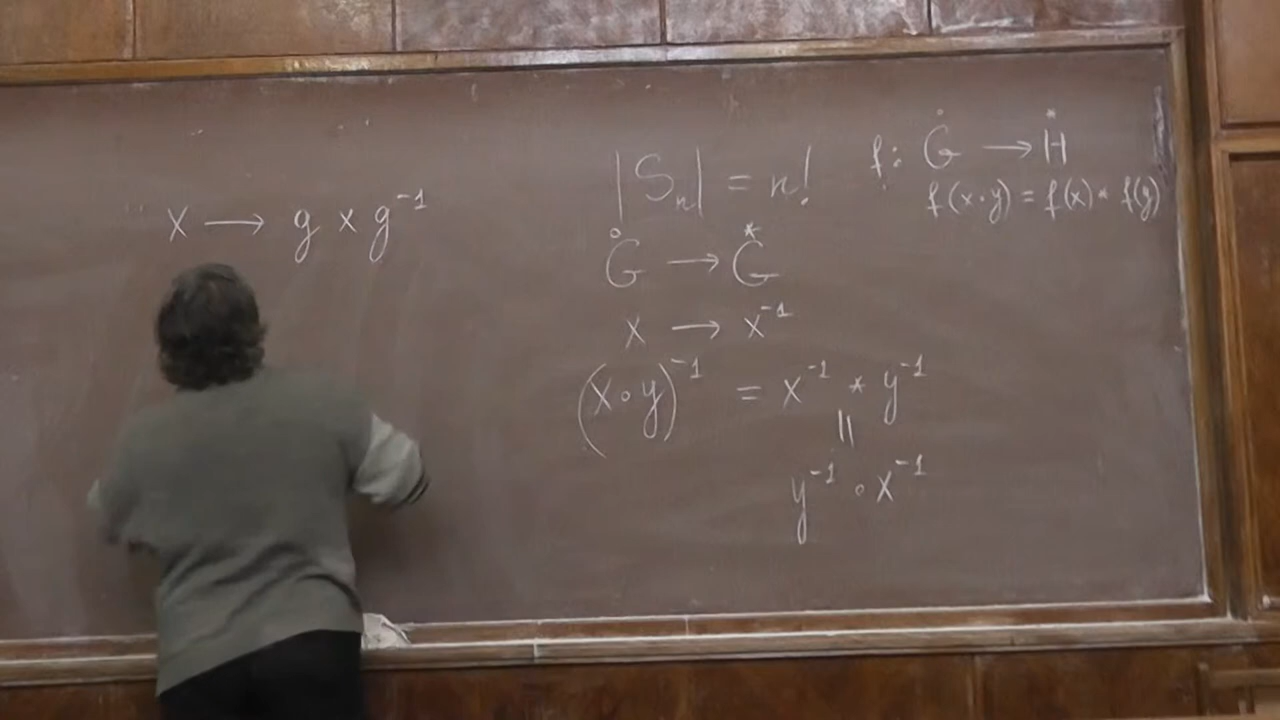 x → g x g⁻¹
|Sₙ| = n!
G̊ → G*
x → x⁻¹
(x ∘ y)⁻¹ = x⁻¹ * y⁻¹
||
y⁻¹ ∘ x⁻¹
f: G̊ → H*
f(x∘y) = f(x) * f(y)